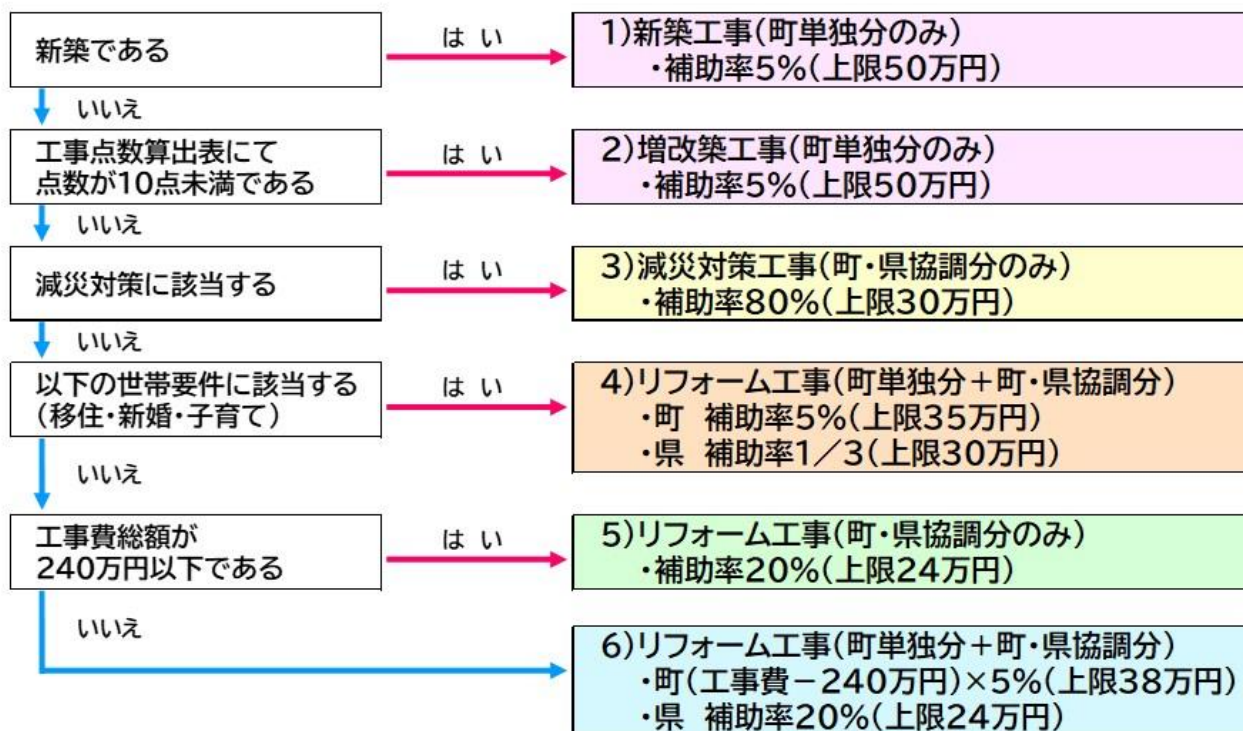 新築である
は い
1)新築工事(町単独分のみ)
・補助率5%(上限50万円)
いいえ
工事点数算出表にて
点数が10点未満である
は い
2)増改築工事(町単独分のみ)
・補助率5%(上限50万円)
いいえ
減災対策に該当する
は い
3)減災対策工事(町・県協調分のみ)
・補助率80%(上限30万円)
いいえ
以下の世帯要件に該当する
(移住・新婚・子育て)
は い
4)リフォーム工事(町単独分+町・県協調分)
・町 補助率5%(上限35万円)
・県 補助率1/3(上限30万円)
いいえ
工事費総額が
240万円以下である
は い
5)リフォーム工事(町・県協調分のみ)
・補助率20%(上限24万円)
いいえ
6)リフォーム工事(町単独分+町・県協調分)
・町(工事費-240万円)×5%(上限38万円)
・県 補助率20%(上限24万円)